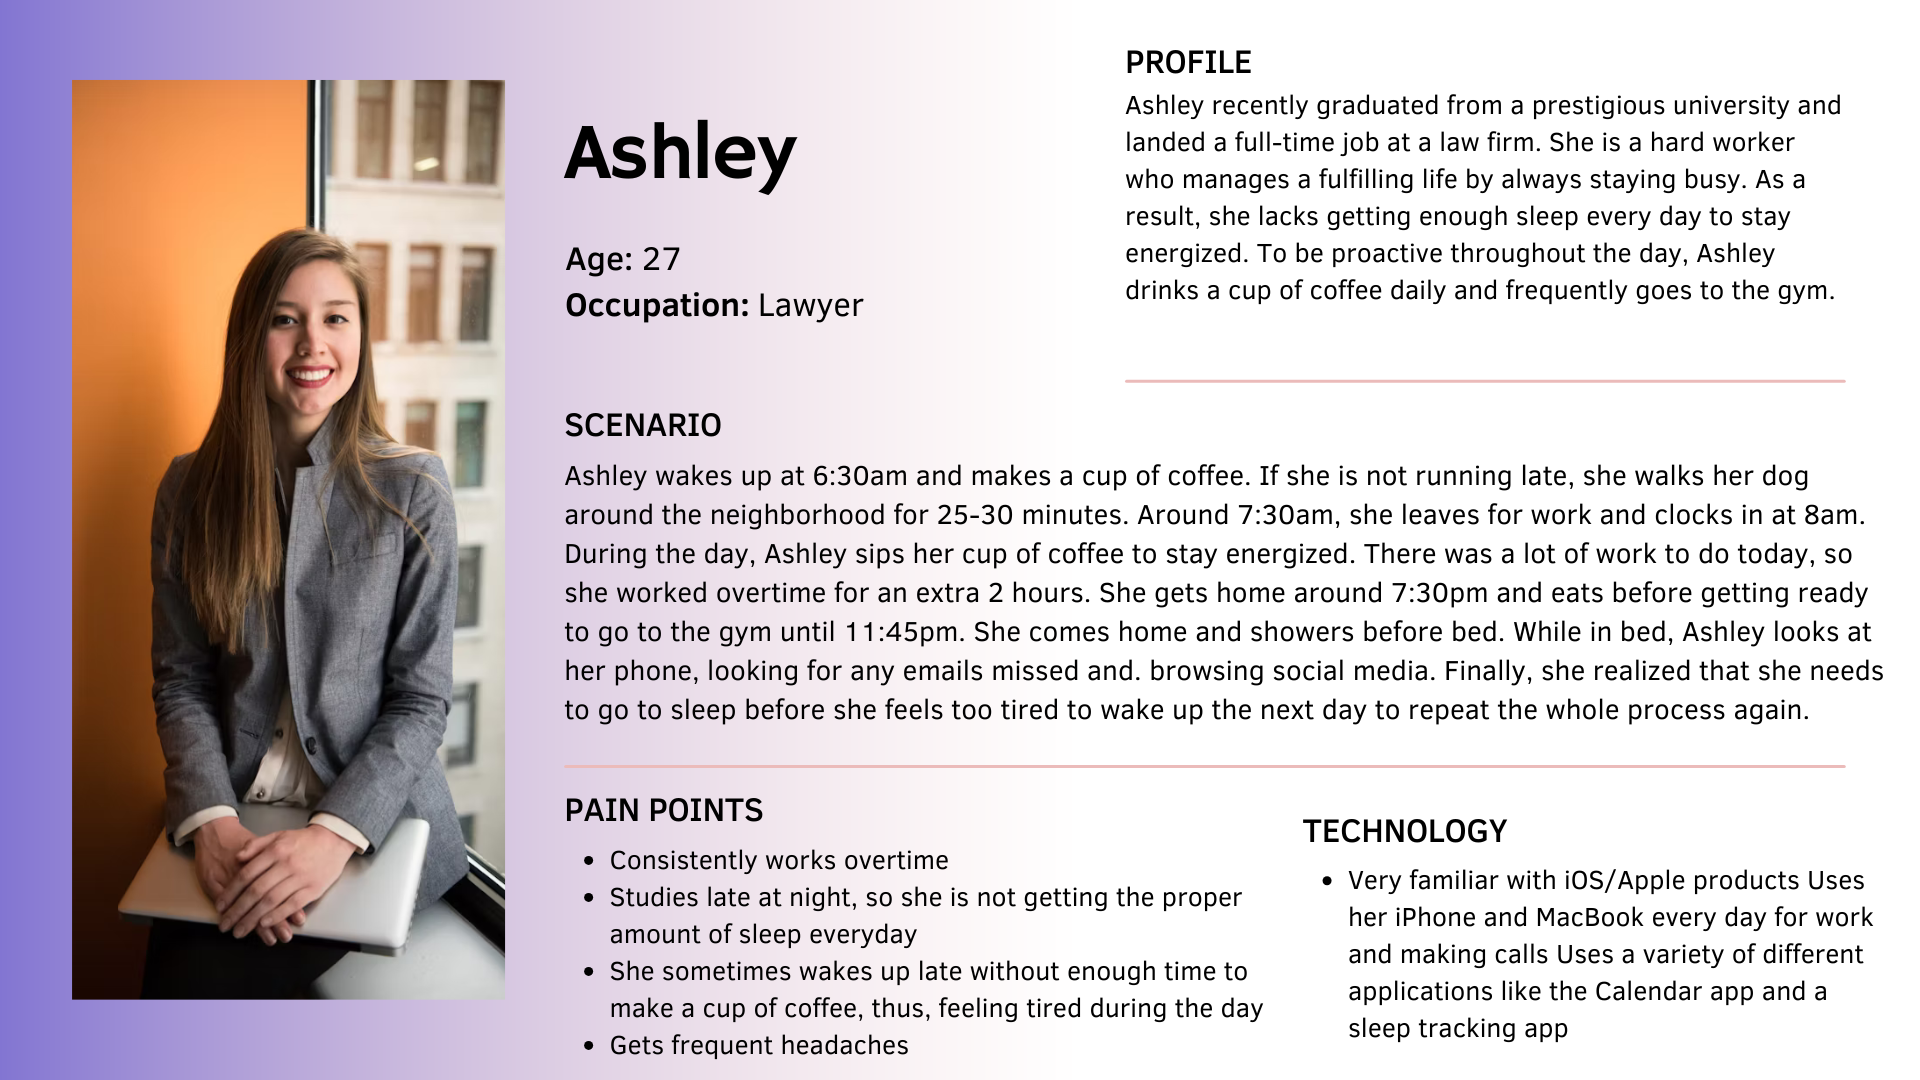 Ashley
Age: 27
Occupation: Lawyer
PROFILE
Ashley recently graduated from a prestigious university and
landed a full-time job at a law firm. She is a hard worker
who manages a fulfilling life by always staying busy. As a
result, she lacks getting enough sleep every day to stay
energized. To be proactive throughout the day, Ashley
drinks a cup of coffee daily and frequently goes to the gym.
SCENARIO
Ashley wakes up at 6:30am and makes a cup of coffee. If she is not running late, she walks her dog
around the neighborhood for 25-30 minutes. Around 7:30am, she leaves for work and clocks in at 8am.
During the day, Ashley sips her cup of coffee to stay energized. There was a lot of work to do today, so
she worked overtime for an extra 2 hours. She gets home around 7:30pm and eats before getting ready
to go to the gym until 11:45pm. She comes home and showers before bed. While in bed, Ashley looks at
her phone, looking for any emails missed and. browsing social media. Finally, she realized that she needs
to go to sleep before she feels too tired to wake up the next day to repeat the whole process again.
PAIN POINTS
• Consistently works overtime
• Studies late at night, so she is not getting the proper
amount of sleep everyday
• She sometimes wakes up late without enough time to
make a cup of coffee, thus, feeling tired during the day
• Gets frequent headaches
TECHNOLOGY
• Very familiar with iOS/Apple products Uses
her iPhone and MacBook every day for work
and making calls Uses a variety of different
applications like the Calendar app and a
sleep tracking app